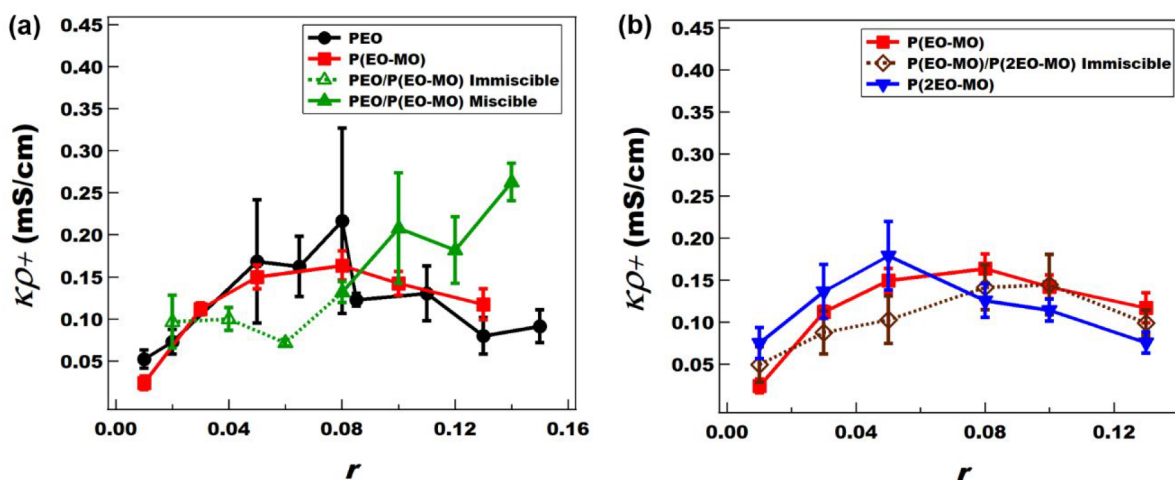 (a)
0.45
0.40
0.35
0.30
0.25
0.20
0.15
0.10
0.05
κρ+ (mS/cm)
PEO
P(EO-MO)
PEO/P(EO-MO) Immiscible
PEO/P(EO-MO) Miscible
0.00 0.04 0.08 0.12 0.16
r
(b)
0.45
0.40
0.35
0.30
0.25
0.20
0.15
0.10
0.05
κρ+ (mS/cm)
P(EO-MO)
P(EO-MO)/P(2EO-MO) Immiscible
P(2EO-MO)
0.00 0.04 0.08 0.12
r